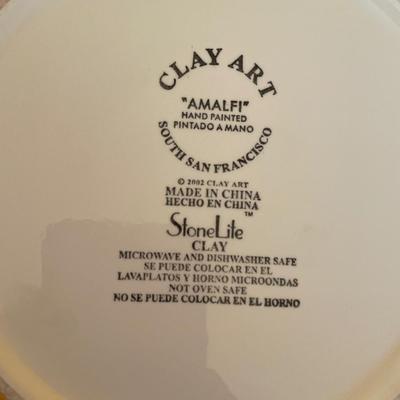 CLAY ART
"AMALFI"
HAND PAINTED
PINTADO A MANO
SOUTH SAN FRANCISCO
© 2002 CLAY ART
MADE IN CHINA
HECHO EN CHINA
StoneLite™
CLAY
MICROWAVE AND DISHWASHER SAFE
SE PUEDE COLOCAR EN EL
LAVAPLATOS Y HORNO MICROONDAS
NOT OVEN SAFE
NO SE PUEDE COLOCAR EN EL HORNO